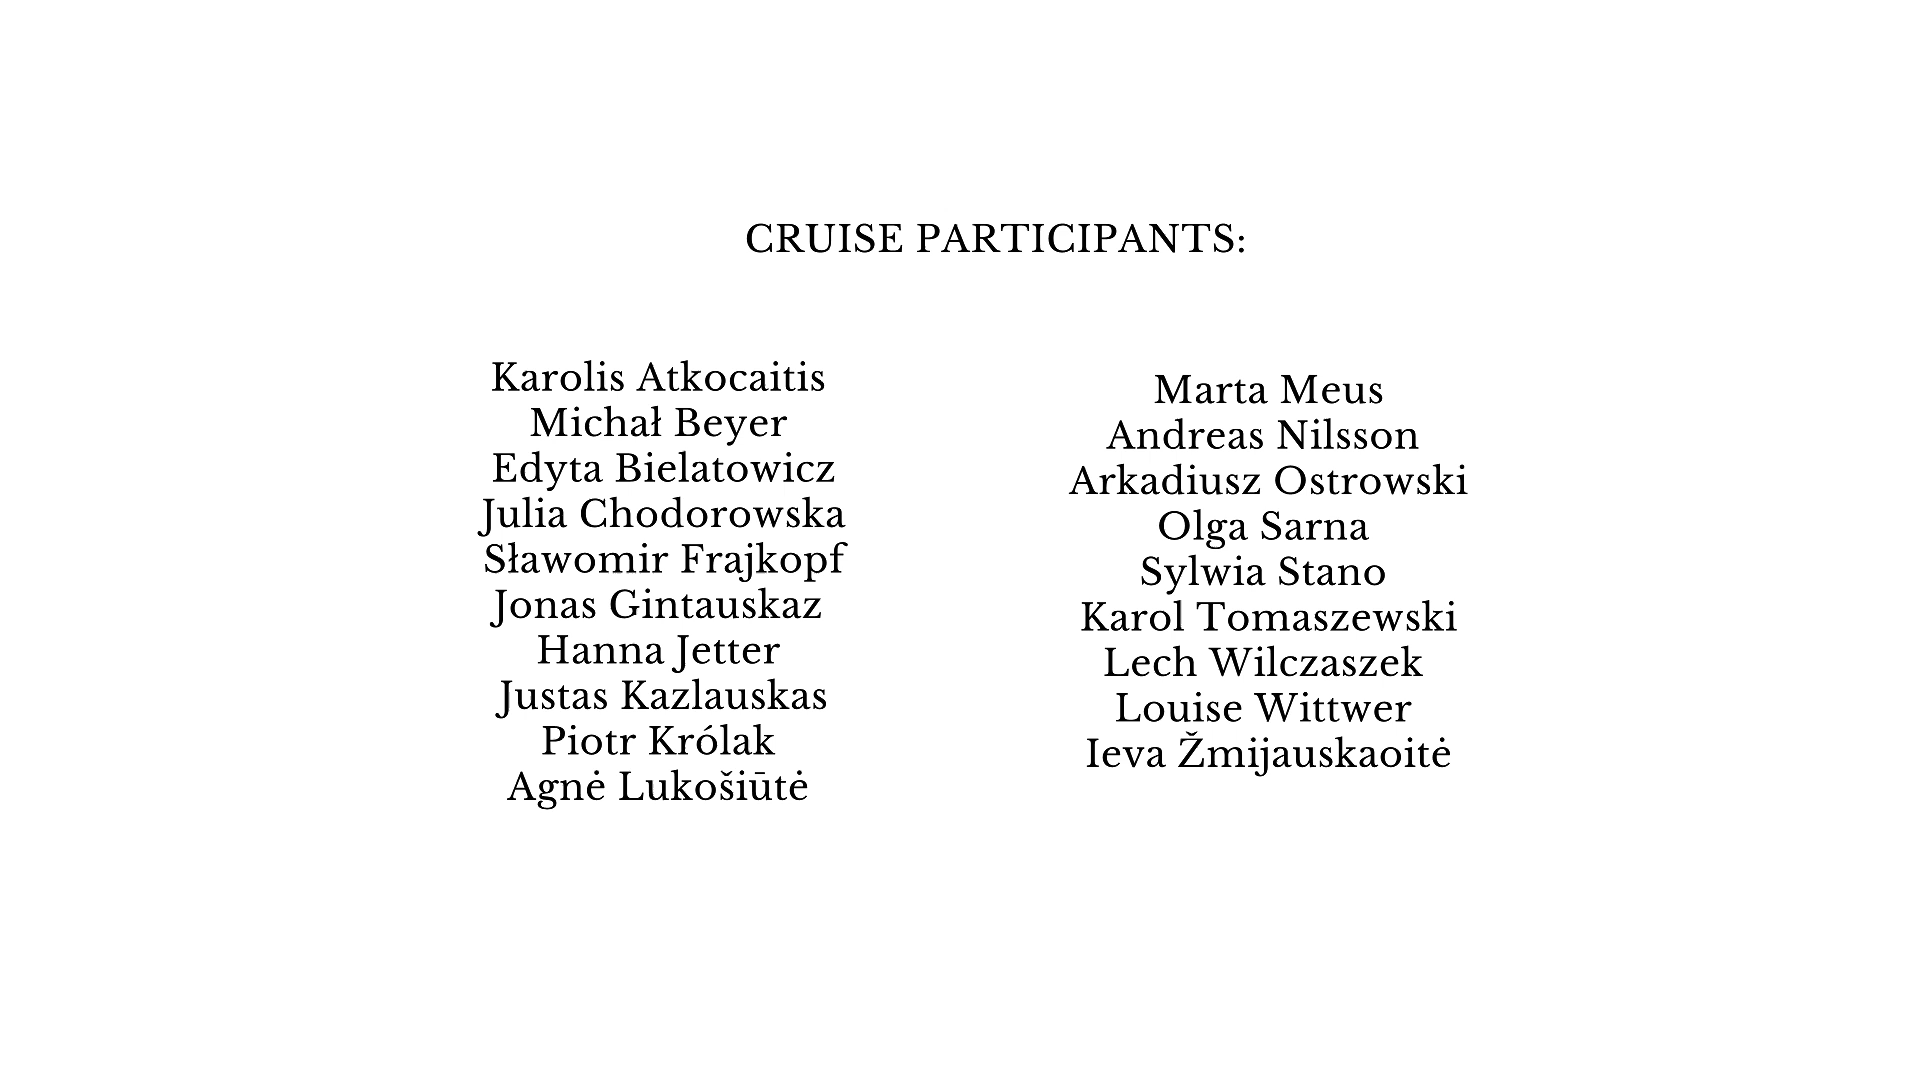 CRUISE PARTICIPANTS:
Karolis Atkocaitis
Michał Beyer
Edyta Bielatowicz
Julia Chodorowska
Sławomir Frajkopf
Jonas Gintauskaz
Hanna Jetter
Justas Kazlauskas
Piotr Królak
Agnė Lukošiūtė
Marta Meus
Andreas Nilsson
Arkadiusz Ostrowski
Olga Sarna
Sylwia Stano
Karol Tomaszewski
Lech Wilczaszek
Louise Wittwer
Ieva Žmijauskaoitė